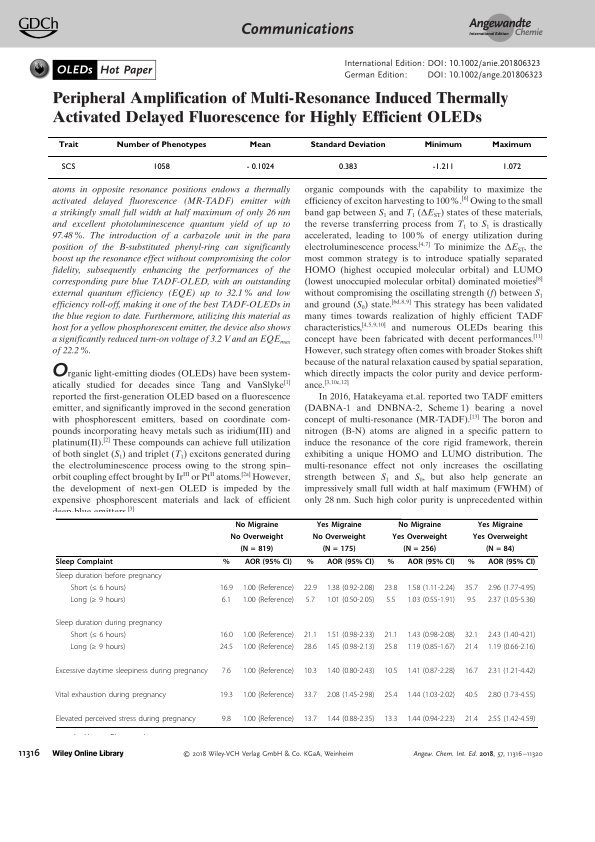 GDCh
Communications
Angewandte
International Edition Chemie
OLEDs Hot Paper
International Edition: DOI: 10.1002/anie.201806323
German Edition: DOI: 10.1002/ange.201806323
Peripheral Amplification of Multi-Resonance Induced Thermally
Activated Delayed Fluorescence for Highly Efficient OLEDs
Trait Number of Phenotypes Mean Standard Deviation Minimum Maximum
SCS 1058 - 0.1024 0.383 -1.211 1.072
atoms in opposite resonance positions endows a thermally
activated delayed fluorescence (MR-TADF) emitter with
a strikingly small full width at half maximum of only 26 nm
and excellent photoluminescence quantum yield of up to
97.48 %. The introduction of a carbazole unit in the para
position of the B-substituted phenyl-ring can significantly
boost up the resonance effect without compromising the color
fidelity, subsequently enhancing the performances of the
corresponding pure blue TADF-OLED, with an outstanding
external quantum efficiency (EQE) up to 32.1 % and low
efficiency roll-off, making it one of the best TADF-OLEDs in
the blue region to date. Furthermore, utilizing this material as
host for a yellow phosphorescent emitter, the device also shows
a significantly reduced turn-on voltage of 3.2 V and an EQEmax
of 22.2 %.
Organic light-emitting diodes (OLEDs) have been system-
atically studied for decades since Tang and VanSlyke[1]
reported the first-generation OLED based on a fluorescence
emitter, and significantly improved in the second generation
with phosphorescent emitters, based on coordinate com-
pounds incorporating heavy metals such as iridium(III) and
platinum(II).[2] These compounds can achieve full utilization
of both singlet (S1) and triplet (T1) excitons generated during
the electroluminescence process owing to the strong spin–
orbit coupling effect brought by IrIII or PtII atoms.[2a] However,
the development of next-gen OLED is impeded by the
expensive phosphorescent materials and lack of efficient
deep-blue emitters.[3]
organic compounds with the capability to maximize the
efficiency of exciton harvesting to 100 %.[6] Owing to the small
band gap between S1 and T1 (ΔEST) states of these materials,
the reverse transferring process from T1 to S1 is drastically
accelerated, leading to 100 % of energy utilization during
electroluminescence process.[4,7] To minimize the ΔEST, the
most common strategy is to introduce spatially separated
HOMO (highest occupied molecular orbital) and LUMO
(lowest unoccupied molecular orbital) dominated moieties[8]
without compromising the oscillating strength (f) between S1
and ground (S0) state.[6d,8,9] This strategy has been validated
many times towards realization of highly efficient TADF
characteristics,[4,5,9,10] and numerous OLEDs bearing this
concept have been fabricated with decent performances.[11]
However, such strategy often comes with broader Stokes shift
because of the natural relaxation caused by spatial separation,
which directly impacts the color purity and device perform-
ance.[3,10c,12]
In 2016, Hatakeyama et.al. reported two TADF emitters
(DABNA-1 and DNBNA-2, Scheme 1) bearing a novel
concept of multi-resonance (MR-TADF).[13] The boron and
nitrogen (B-N) atoms are aligned in a specific pattern to
induce the resonance of the core rigid framework, therein
exhibiting a unique HOMO and LUMO distribution. The
multi-resonance effect not only increases the oscillating
strength between S1 and S0, but also help generate an
impressively small full width at half maximum (FWHM) of
only 28 nm. Such high color purity is unprecedented within
No Migraine Yes Migraine No Migraine Yes Migraine
No Overweight No Overweight Yes Overweight Yes Overweight
(N = 819) (N = 175) (N = 256) (N = 84)
Sleep Complaint % AOR (95% CI) % AOR (95% CI) % AOR (95% CI) % AOR (95% CI)
Sleep duration before pregnancy
Short (≤ 6 hours) 16.9 1.00 (Reference) 22.9 1.38 (0.92-2.08) 23.8 1.58 (1.11-2.24) 35.7 2.96 (1.77-4.95)
Long (≥ 9 hours) 6.1 1.00 (Reference) 5.7 1.01 (0.50-2.05) 5.5 1.03 (0.55-1.91) 9.5 2.37 (1.05-5.36)
Sleep duration during pregnancy
Short (≤ 6 hours) 16.0 1.00 (Reference) 21.1 1.51 (0.98-2.33) 21.1 1.43 (0.98-2.08) 32.1 2.43 (1.40-4.21)
Long (≥ 9 hours) 24.5 1.00 (Reference) 28.6 1.45 (0.98-2.13) 25.8 1.19 (0.85-1.67) 21.4 1.19 (0.66-2.16)
Excessive daytime sleepiness during pregnancy 7.6 1.00 (Reference) 10.3 1.40 (0.80-2.43) 10.5 1.41 (0.87-2.28) 16.7 2.31 (1.21-4.42)
Vital exhaustion during pregnancy 19.3 1.00 (Reference) 33.7 2.08 (1.45-2.98) 25.4 1.44 (1.03-2.02) 40.5 2.80 (1.73-4.55)
Elevated perceived stress during pregnancy 9.8 1.00 (Reference) 13.7 1.44 (0.88-2.35) 13.3 1.44 (0.94-2.23) 21.4 2.55 (1.42-4.59)
11316 Wiley Online Library © 2018 Wiley-VCH Verlag GmbH & Co. KGaA, Weinheim Angew. Chem. Int. Ed. 2018, 57, 11316–11320